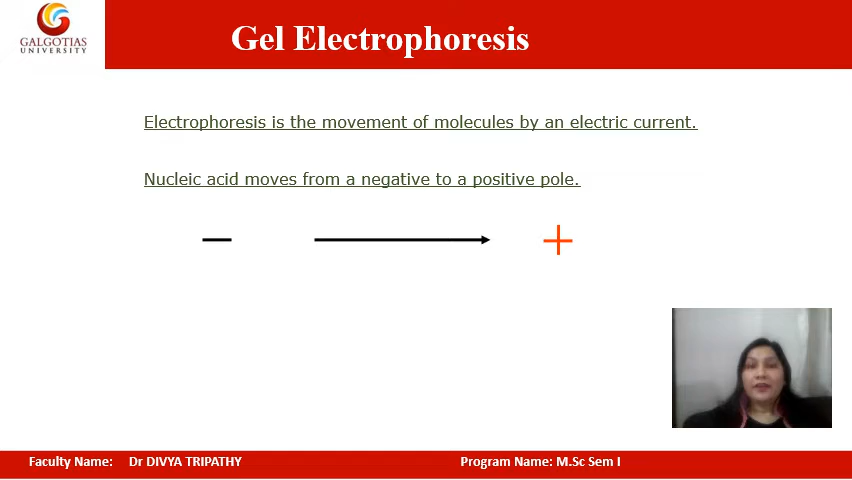 GALGOTIAS
UNIVERSITY
Gel Electrophoresis
Electrophoresis is the movement of molecules by an electric current.
Nucleic acid moves from a negative to a positive pole.
– +
Faculty Name: Dr DIVYA TRIPATHY Program Name: M.Sc Sem I